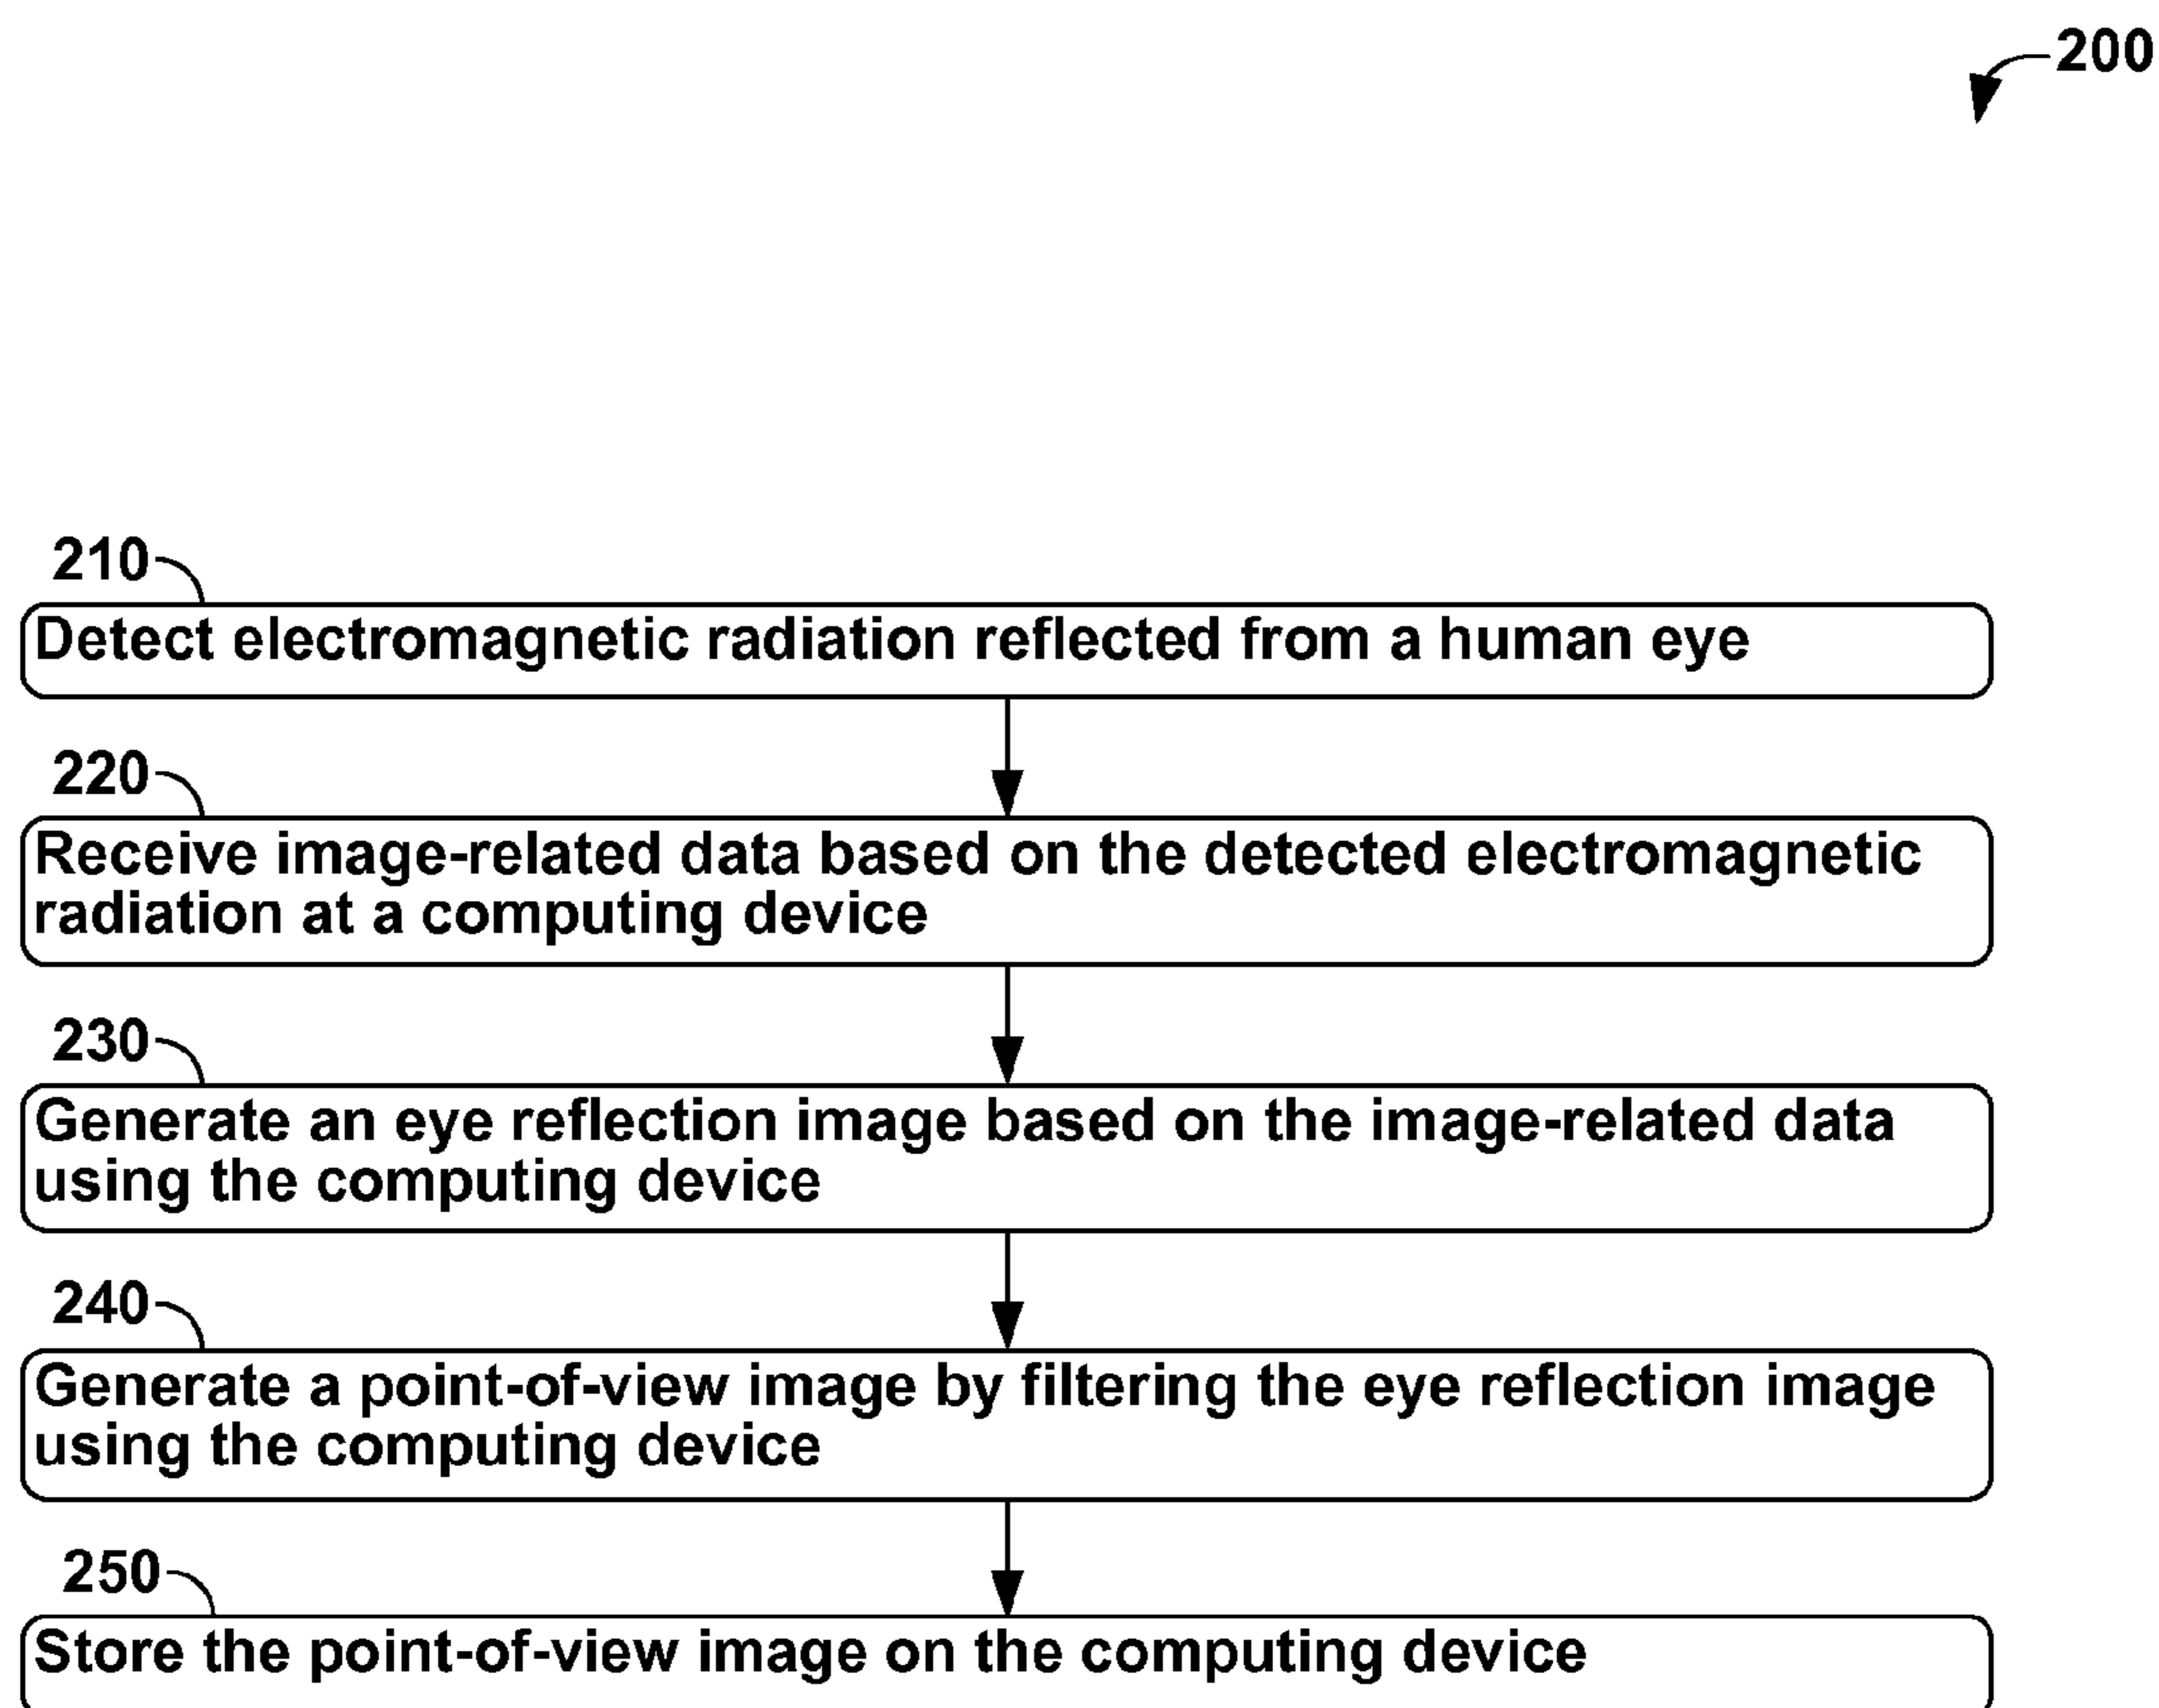 200
210
Detect electromagnetic radiation reflected from a human eye
220
Receive image-related data based on the detected electromagnetic
radiation at a computing device
230
Generate an eye reflection image based on the image-related data
using the computing device
240
Generate a point-of-view image by filtering the eye reflection image
using the computing device
250
Store the point-of-view image on the computing device